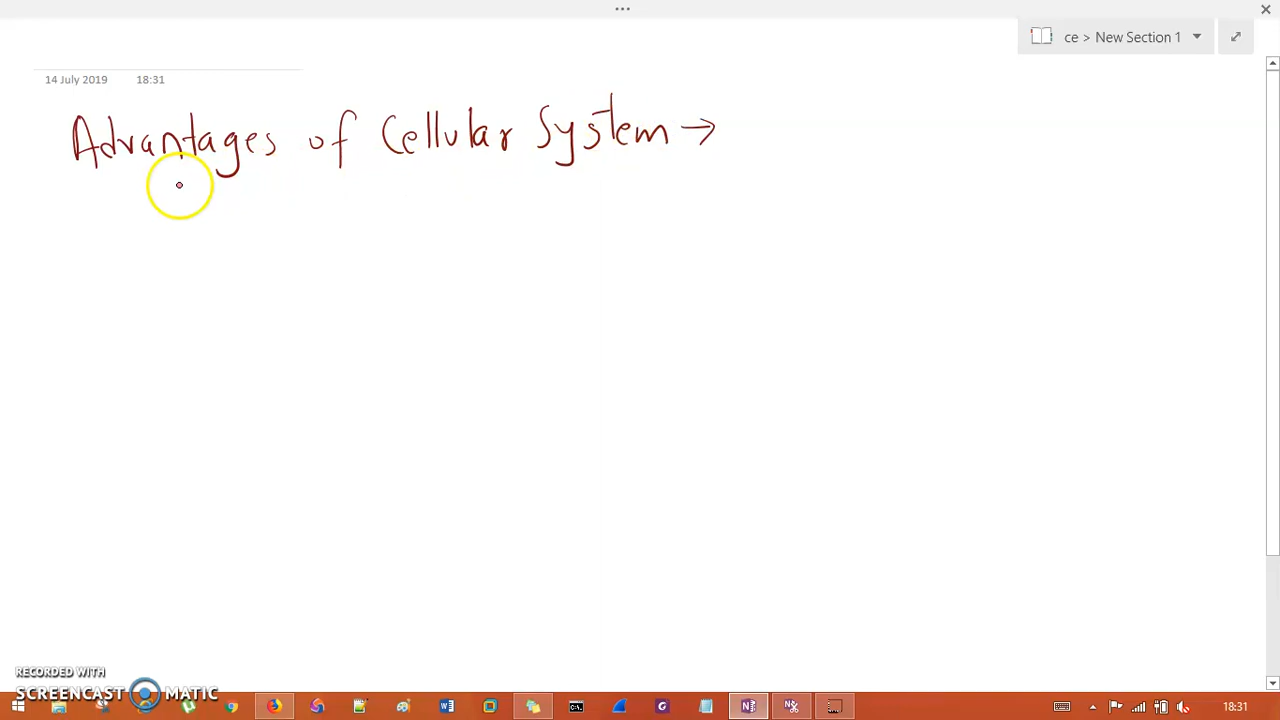 ce > New Section 1
14 July 2019 18:31
Advantages of Cellular System →
RECORDED WITH
SCREENCAST MATIC
18:31